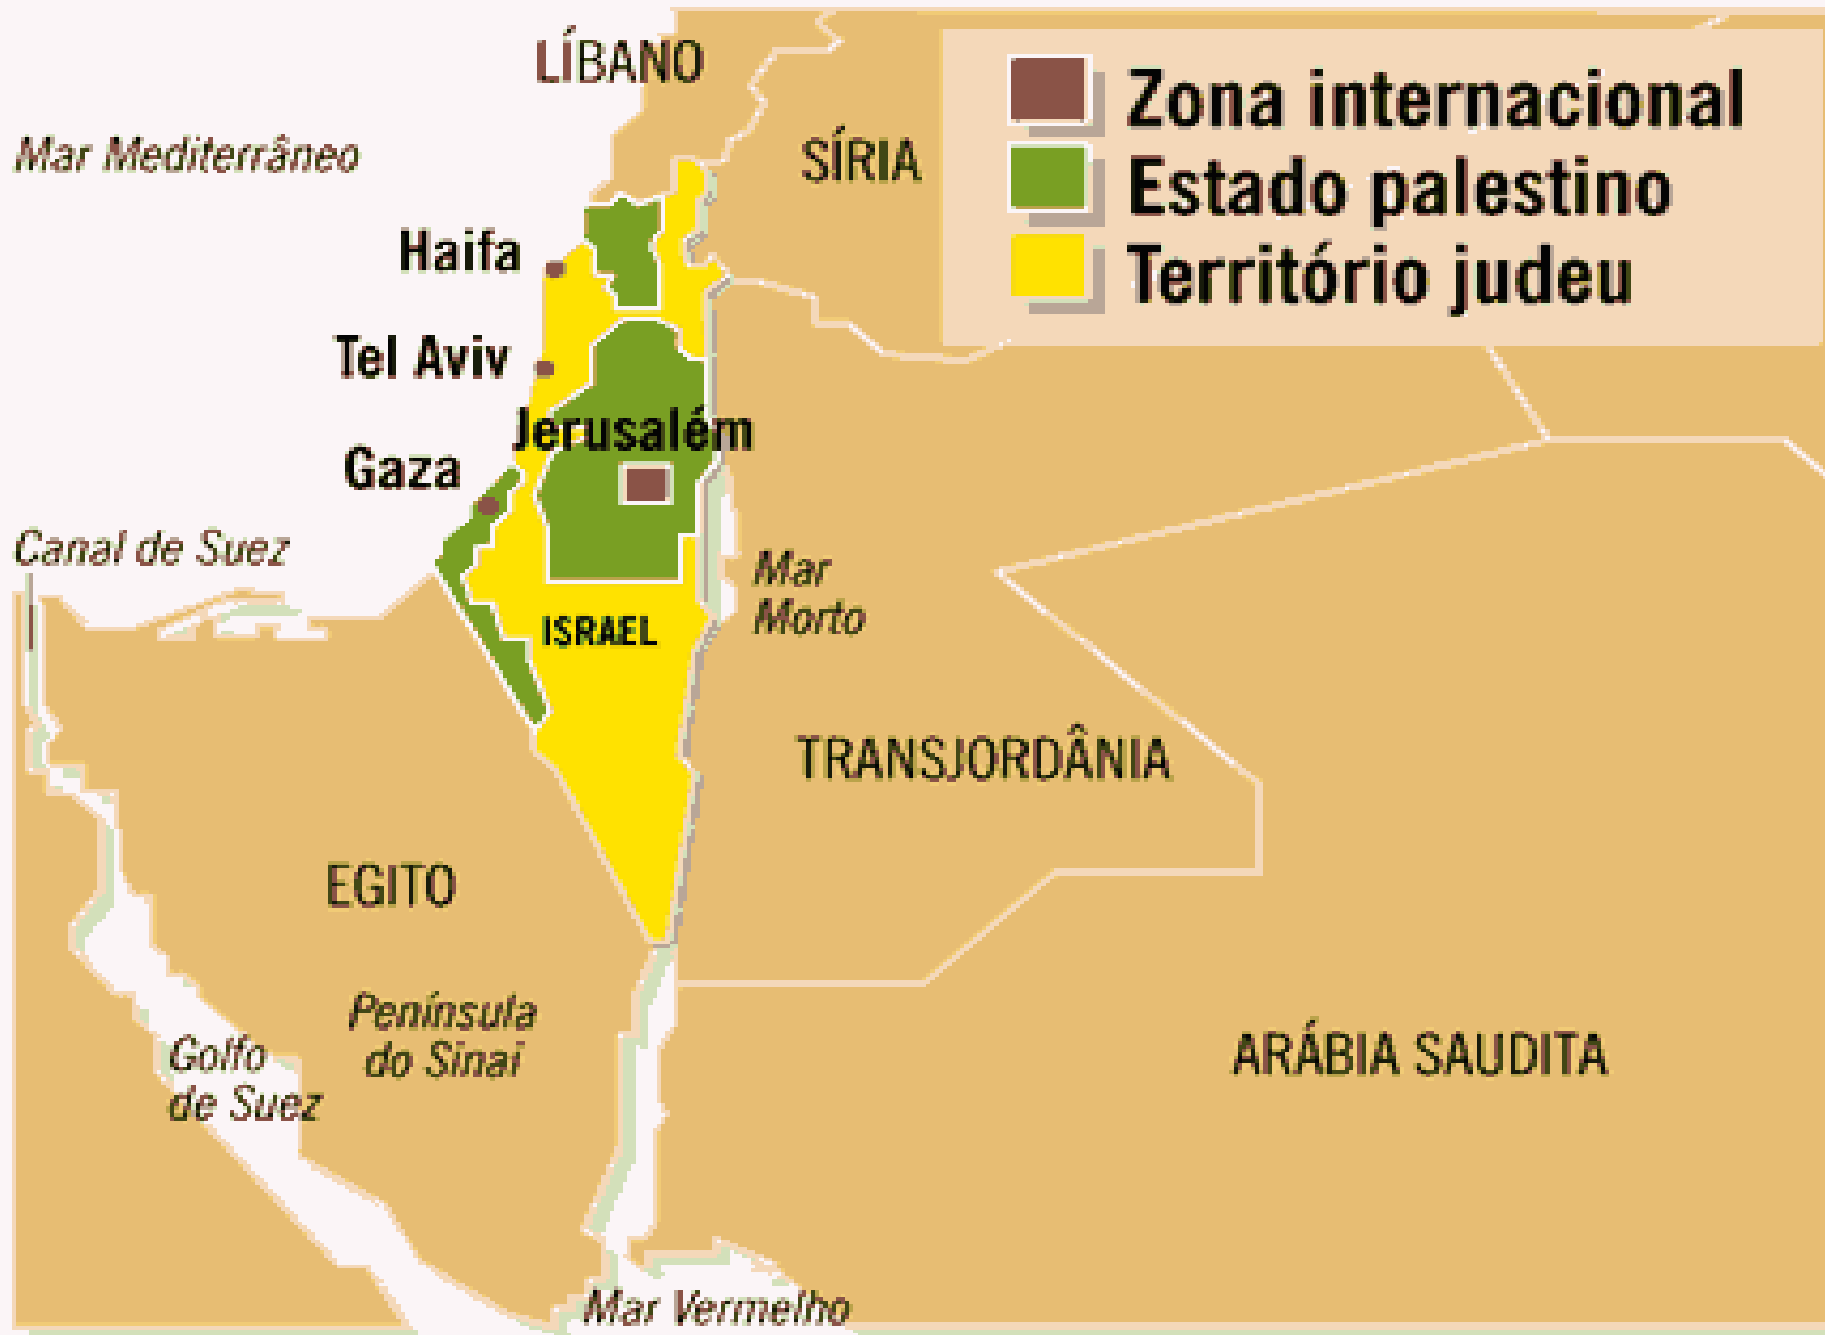 LÍBANO
Zona internacional
Mar Mediterrâneo
SÍRIA
Estado palestino
Haifa
Território judeu
Tel Aviv
Jerusalém
Gaza
Canal de Suez
Mar
Morto
ISRAEL
TRANSJORDÂNIA
EGITO
Península
do Sinai
Golfo
de Suez
ARÁBIA SAUDITA
Mar Vermelho